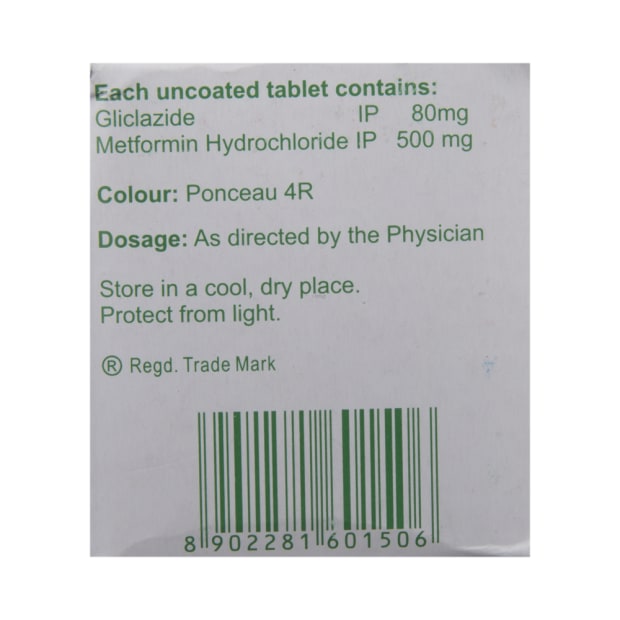 Each uncoated tablet contains:
Gliclazide IP 80mg
Metformin Hydrochloride IP 500 mg
Colour: Ponceau 4R
Dosage: As directed by the Physician
Store in a cool, dry place.
Protect from light.
® Regd. Trade Mark
8 902281 601506